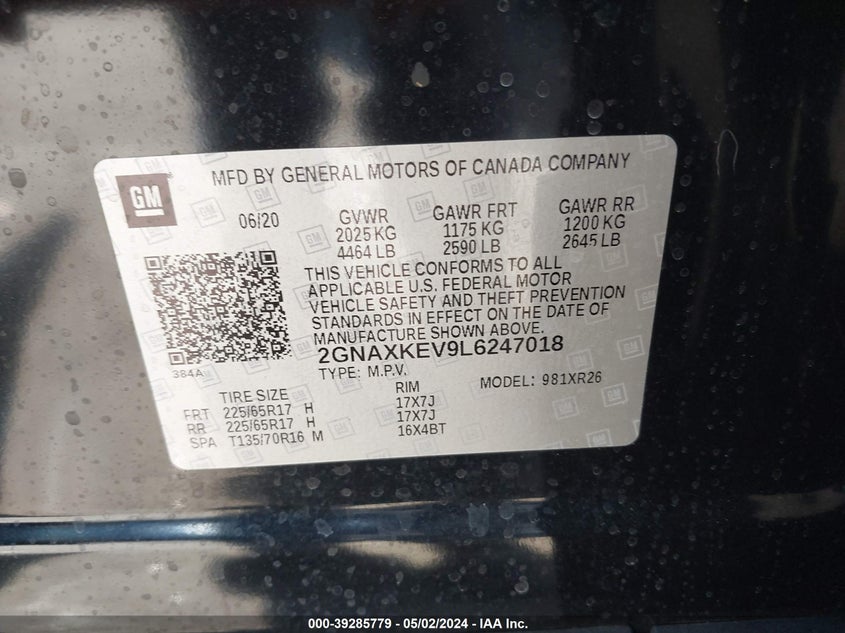 MFD BY GENERAL MOTORS OF CANADA COMPANY
GM
06/20 GVWR GAWR FRT GAWR RR
2025 KG 1175 KG 1200 KG
4464 LB 2590 LB 2645 LB
THIS VEHICLE CONFORMS TO ALL
APPLICABLE U.S. FEDERAL MOTOR
VEHICLE SAFETY AND THEFT PREVENTION
STANDARDS IN EFFECT ON THE DATE OF
MANUFACTURE SHOWN ABOVE.
2GNAXKEV9L6247018
384A
TYPE: M.P.V. MODEL: 981XR26
TIRE SIZE RIM
FRT 225/65R17 H 17X7J
RR 225/65R17 H 17X7J
SPA T135/70R16 M 16X4BT
000-39285779 — 05/02/2024 — IAA Inc.